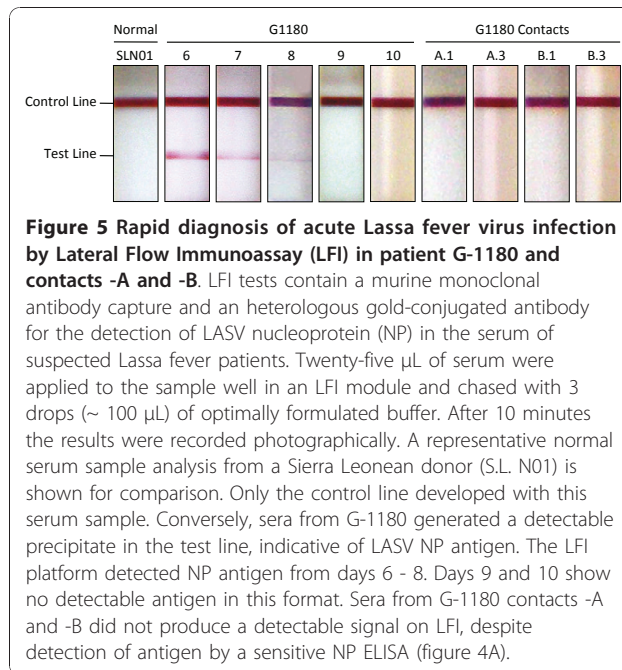 Normal G1180 G1180 Contacts
SLN01 6 7 8 9 10 A.1 A.3 B.1 B.3
Control Line
Test Line
Figure 5 Rapid diagnosis of acute Lassa fever virus infection
by Lateral Flow Immunoassay (LFI) in patient G-1180 and
contacts -A and -B. LFI tests contain a murine monoclonal
antibody capture and an heterologous gold-conjugated antibody
for the detection of LASV nucleoprotein (NP) in the serum of
suspected Lassa fever patients. Twenty-five μL of serum were
applied to the sample well in an LFI module and chased with 3
drops (~ 100 μL) of optimally formulated buffer. After 10 minutes
the results were recorded photographically. A representative normal
serum sample analysis from a Sierra Leonean donor (S.L. N01) is
shown for comparison. Only the control line developed with this
serum sample. Conversely, sera from G-1180 generated a detectable
precipitate in the test line, indicative of LASV NP antigen. The LFI
platform detected NP antigen from days 6 - 8. Days 9 and 10 show
no detectable antigen in this format. Sera from G-1180 contacts -A
and -B did not produce a detectable signal on LFI, despite
detection of antigen by a sensitive NP ELISA (figure 4A).